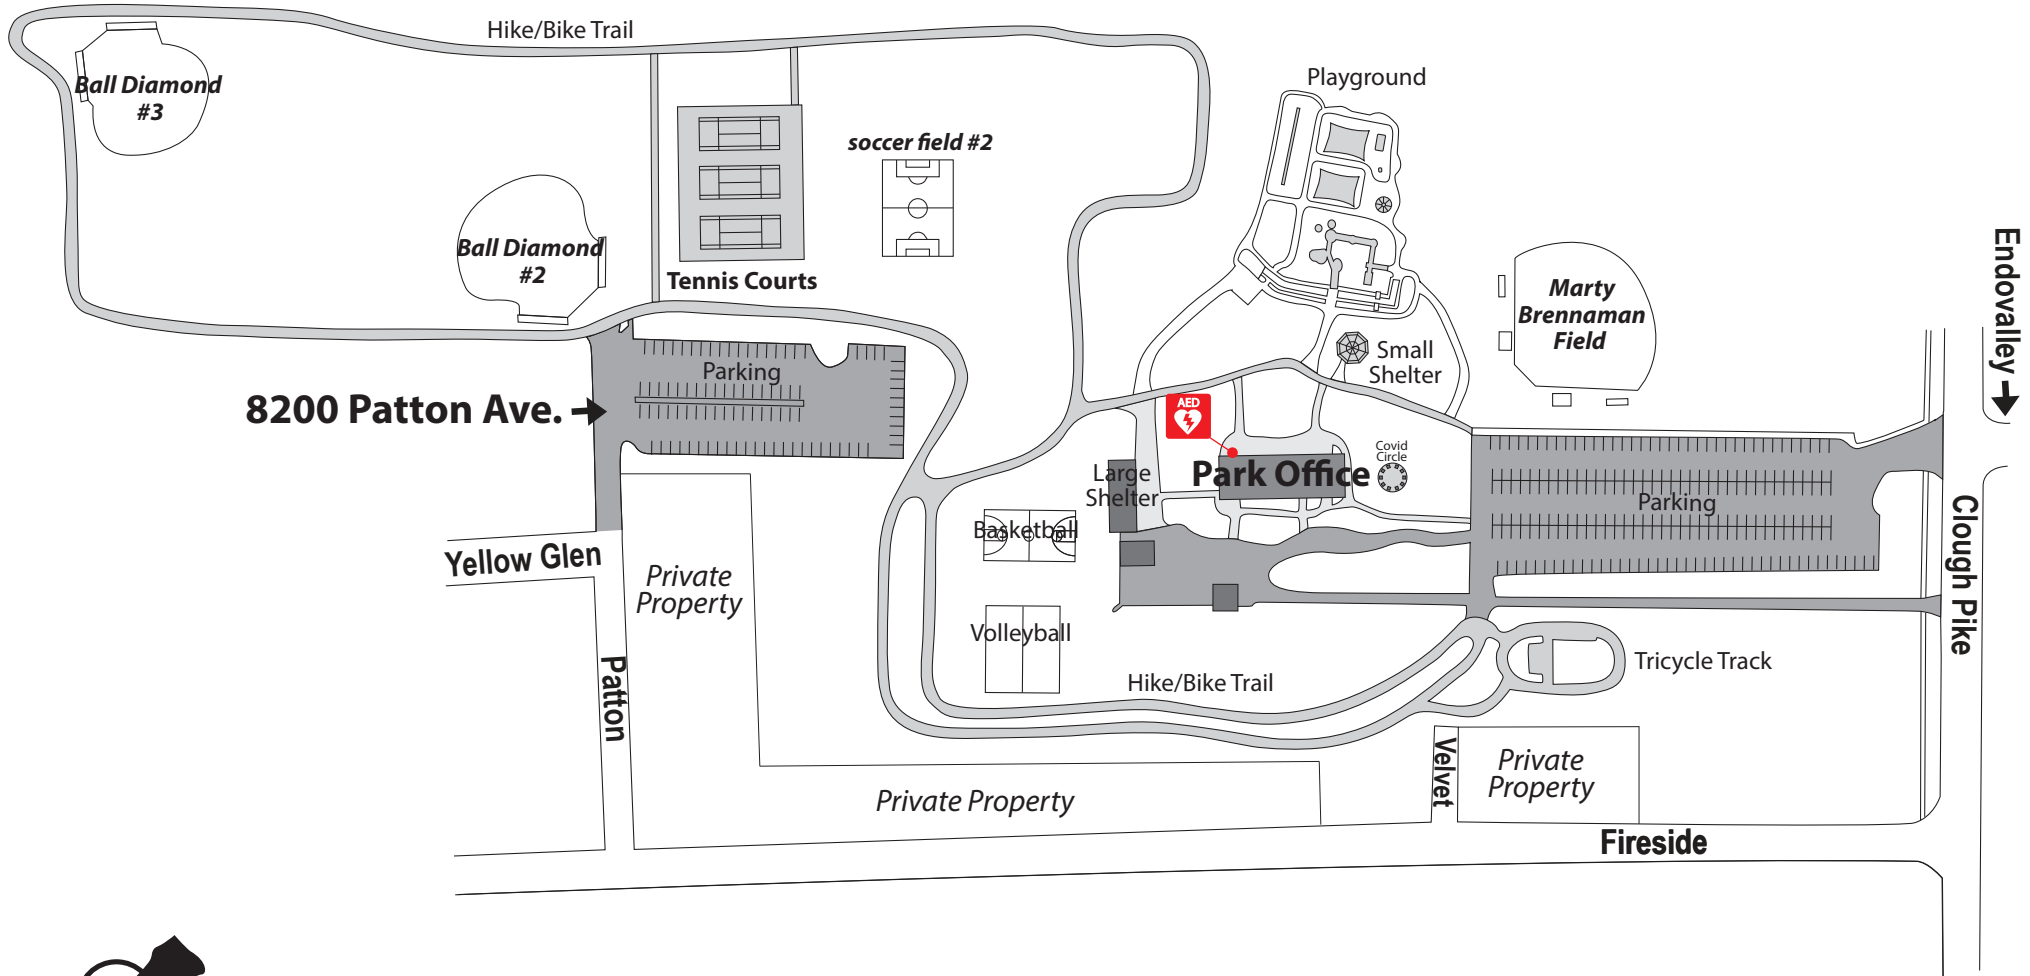 Hike/Bike Trail
Playground
Ball Diamond
#3
soccer field #2
Ball Diamond
#2
Tennis Courts
Marty
Brennaman
Field
Endovalley
Small
Shelter
Parking
8200 Patton Ave.
AED
Covid
Circle
Large
Shelter
Park Office
Parking
Basketball
Yellow Glen
Private
Property
Clough Pike
Volleyball
Tricycle Track
Hike/Bike Trail
Patton
Velvet
Private
Property
Private Property
Fireside